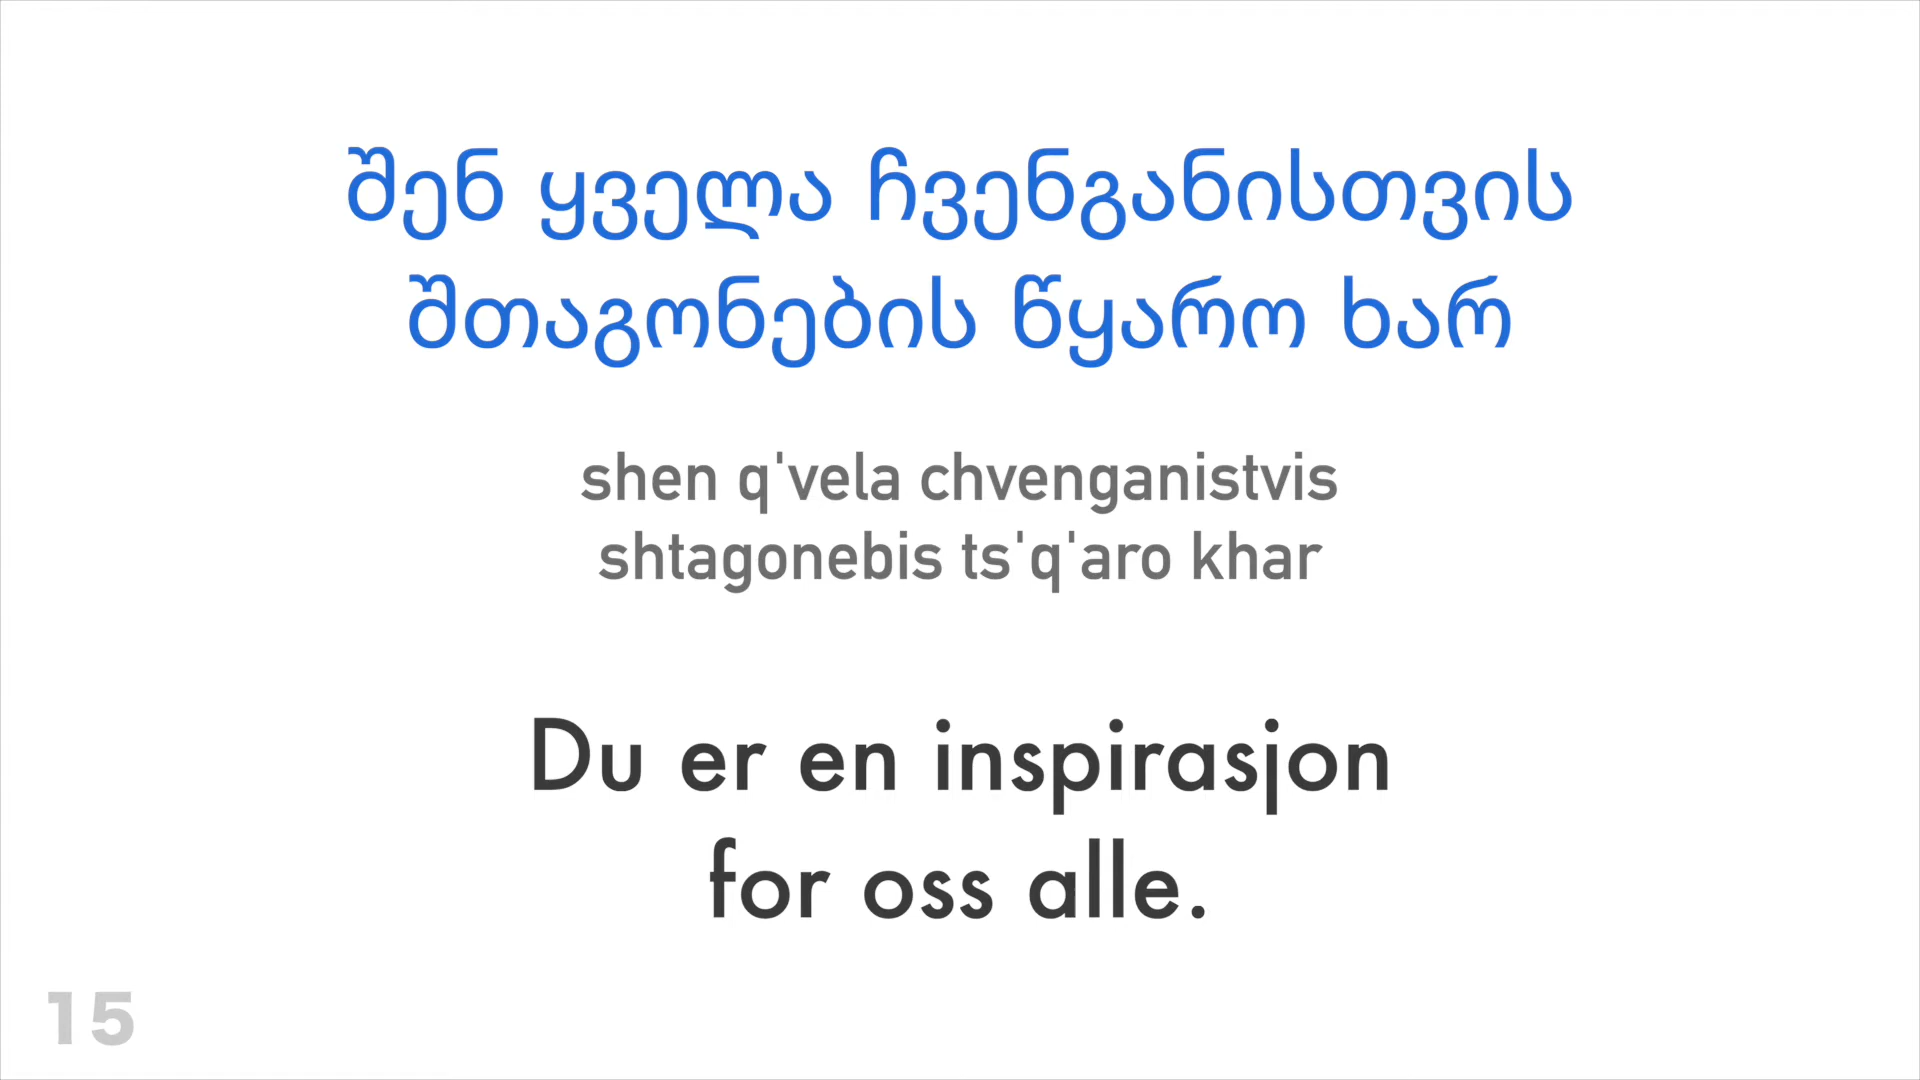 შენ ყველა ჩვენგანისთვის
შთაგონების წყარო ხარ
shen q'vela chvenganistvis
shtagonebis ts'q'aro khar
Du er en inspirasjon
for oss alle.
15